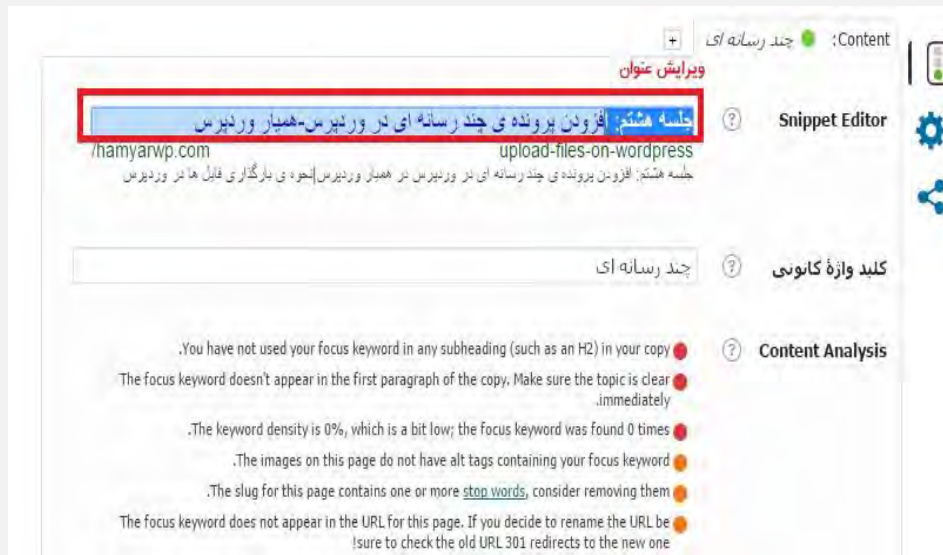 Content: چند رسانه ای +
ویرایش عنوان
Snippet Editor ?
جلسه هشتم: افزودن پرونده ی چند رسانه ای در وردپرس-همیار وردپرس
hamyarwp.com/
upload-files-on-wordpress
جلسه هشتم: افزودن پرونده ی چند رسانه ای در وردپرس در همیار وردپرس|نحوه ی بارگذاری فایل ها در وردپرس
کلید واژهٔ کانونی ?
چند رسانه ای
Content Analysis ?
.You have not used your focus keyword in any subheading (such as an H2) in your copy
The focus keyword doesn't appear in the first paragraph of the copy. Make sure the topic is clear
.immediately
.The keyword density is 0%, which is a bit low; the focus keyword was found 0 times
.The images on this page do not have alt tags containing your focus keyword
.The slug for this page contains one or more stop words, consider removing them
The focus keyword does not appear in the URL for this page. If you decide to rename the URL be
!sure to check the old URL 301 redirects to the new one